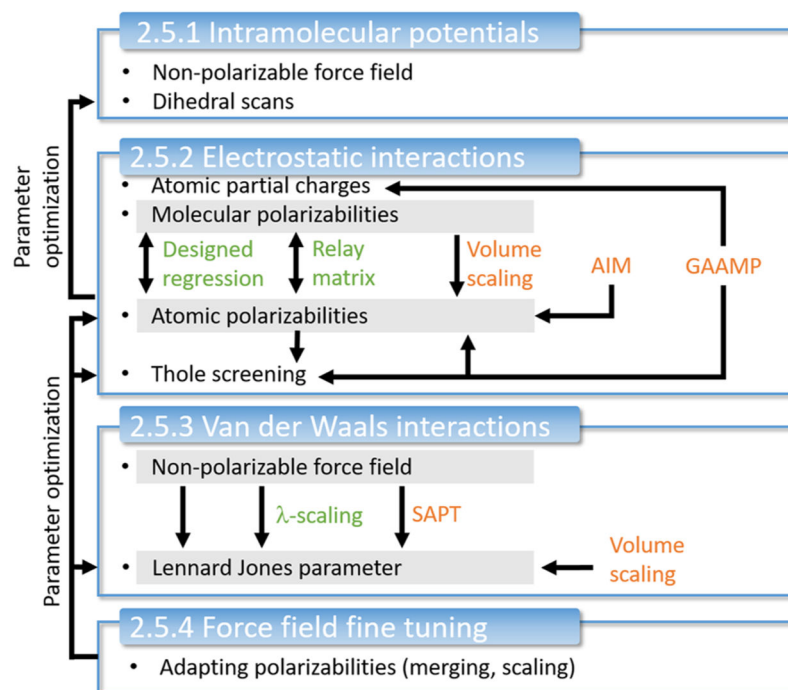 2.5.1 Intramolecular potentials
• Non-polarizable force field
• Dihedral scans
Parameter
optimization
2.5.2 Electrostatic interactions
• Atomic partial charges
• Molecular polarizabilities
Designed
regression
Relay
matrix
Volume
scaling
AIM
GAAMP
• Atomic polarizabilities
• Thole screening
Parameter optimization
2.5.3 Van der Waals interactions
• Non-polarizable force field
λ-scaling
SAPT
• Lennard Jones parameter
Volume
scaling
2.5.4 Force field fine tuning
• Adapting polarizabilities (merging, scaling)